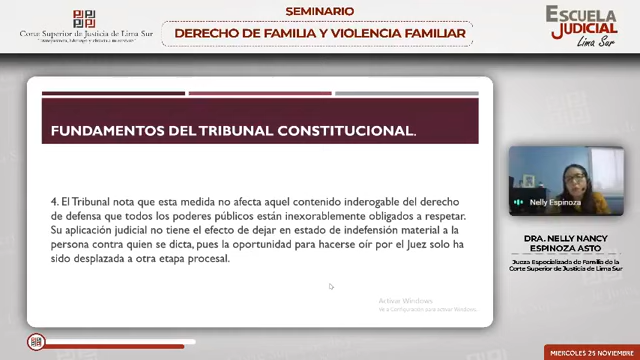 SEMINARIO
DERECHO DE FAMILIA Y VIOLENCIA FAMILIAR
Corte Superior de Justicia de Lima Sur
ESCUELA
JUDICIAL
Lima Sur
FUNDAMENTOS DEL TRIBUNAL CONSTITUCIONAL.
4. El Tribunal nota que esta medida no afecta aquel contenido inderogable del derecho
de defensa que todos los poderes públicos están inexorablemente obligados a respetar.
Su aplicación judicial no tiene el efecto de dejar en estado de indefensión material a la
persona contra quien se dicta, pues la oportunidad para hacerse oír por el Juez solo ha
sido desplazada a otra etapa procesal.
Activar Windows
Ve a Configuración para activar Windows.
Nelly Espinoza
DRA. NELLY NANCY
ESPINOZA ASTO
Jueza Especializada de Familia de la
Corte Superior de Justicia de Lima Sur
MIERCOLES 25 NOVIEMBRE